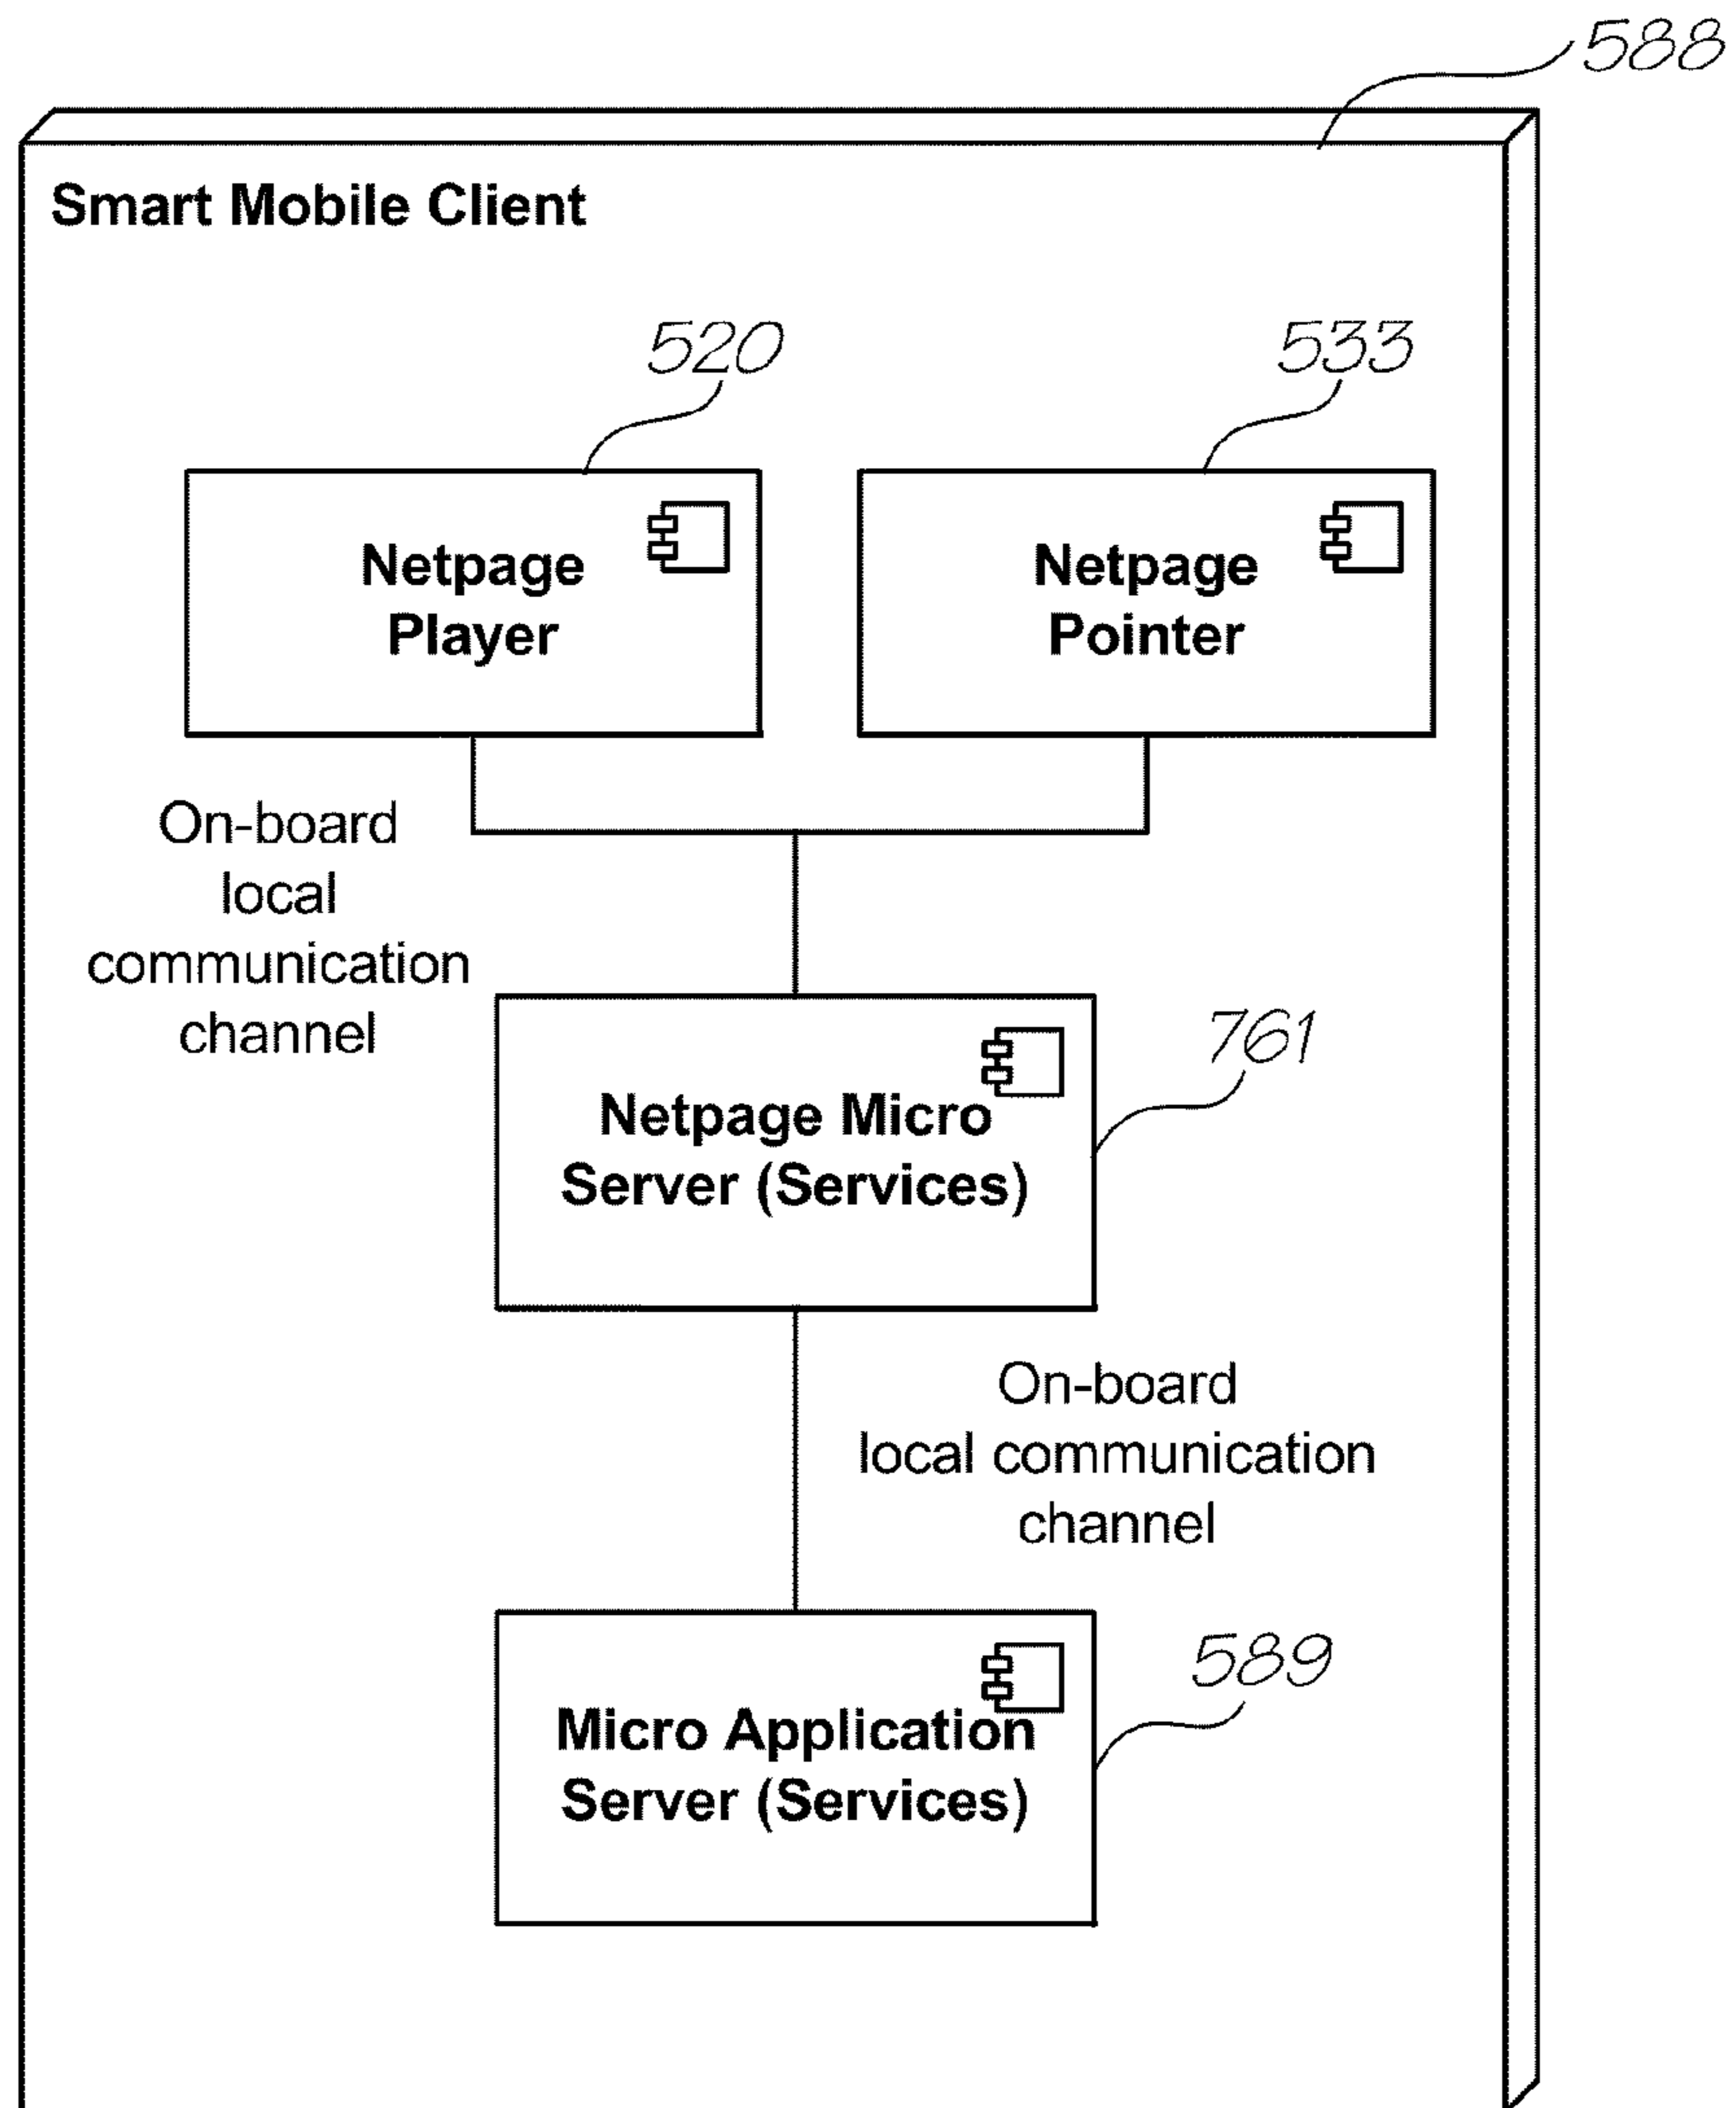 588
Smart Mobile Client
520
533
Netpage
Player
Netpage
Pointer
On-board
local
communication
channel
761
Netpage Micro
Server (Services)
On-board
local communication
channel
589
Micro Application
Server (Services)